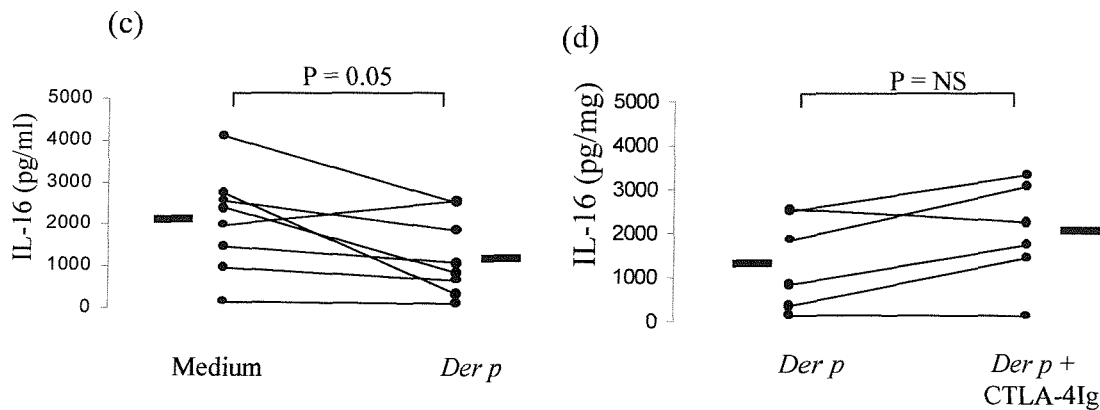 (c)
P = 0.05
IL-16 (pg/ml)
5000
4000
3000
2000
1000
0
Medium
Der p
(d)
P = NS
IL-16 (pg/mg)
5000
4000
3000
2000
1000
0
Der p
Der p +
CTLA-4Ig